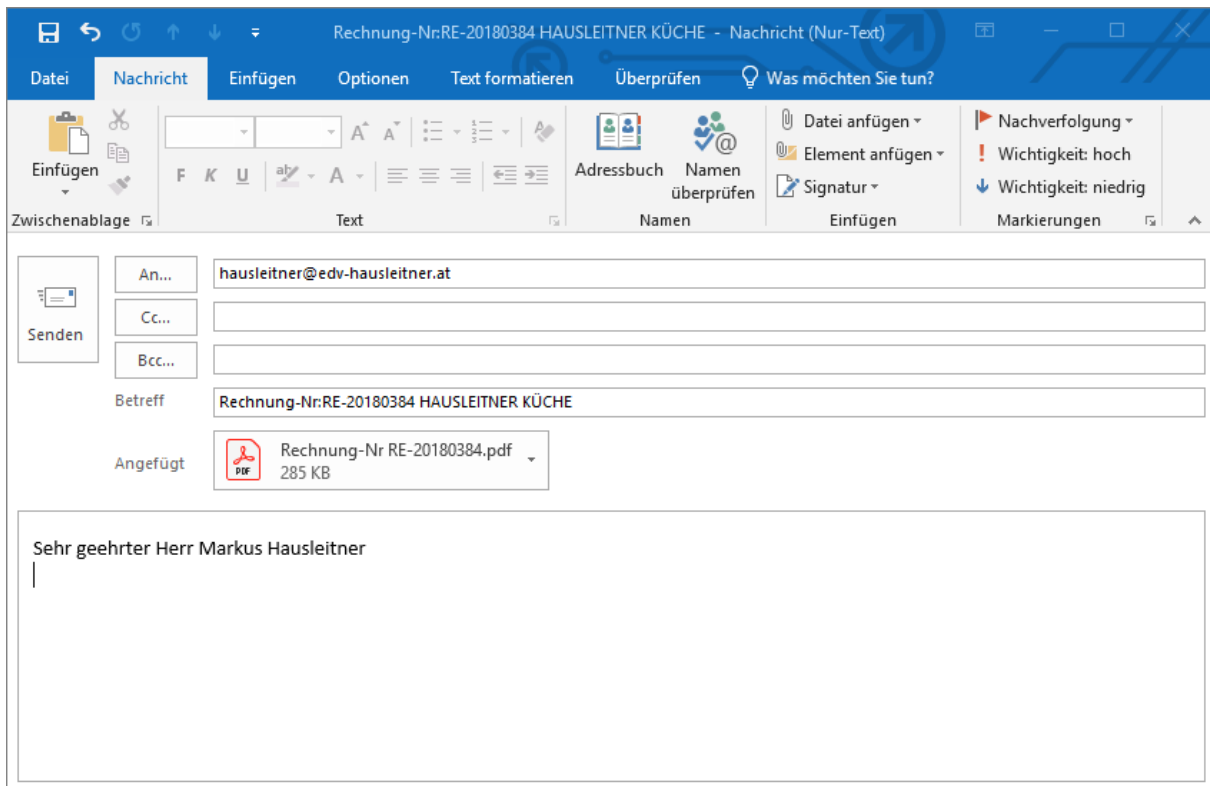 Rechnung-Nr:RE-20180384 HAUSLEITNER KÜCHE - Nachricht (Nur-Text)
Datei Nachricht Einfügen Optionen Text formatieren Überprüfen Was möchten Sie tun?
Einfügen
F K U ab A
Adressbuch
Namen
überprüfen
Datei anfügen
Element anfügen
Signatur
Nachverfolgung
Wichtigkeit: hoch
Wichtigkeit: niedrig
Zwischenablage Text Namen Einfügen Markierungen
Senden
An... hausleitner@edv-hausleitner.at
Cc...
Bcc...
Betreff Rechnung-Nr:RE-20180384 HAUSLEITNER KÜCHE
Angefügt
PDF
Rechnung-Nr RE-20180384.pdf
285 KB
Sehr geehrter Herr Markus Hausleitner